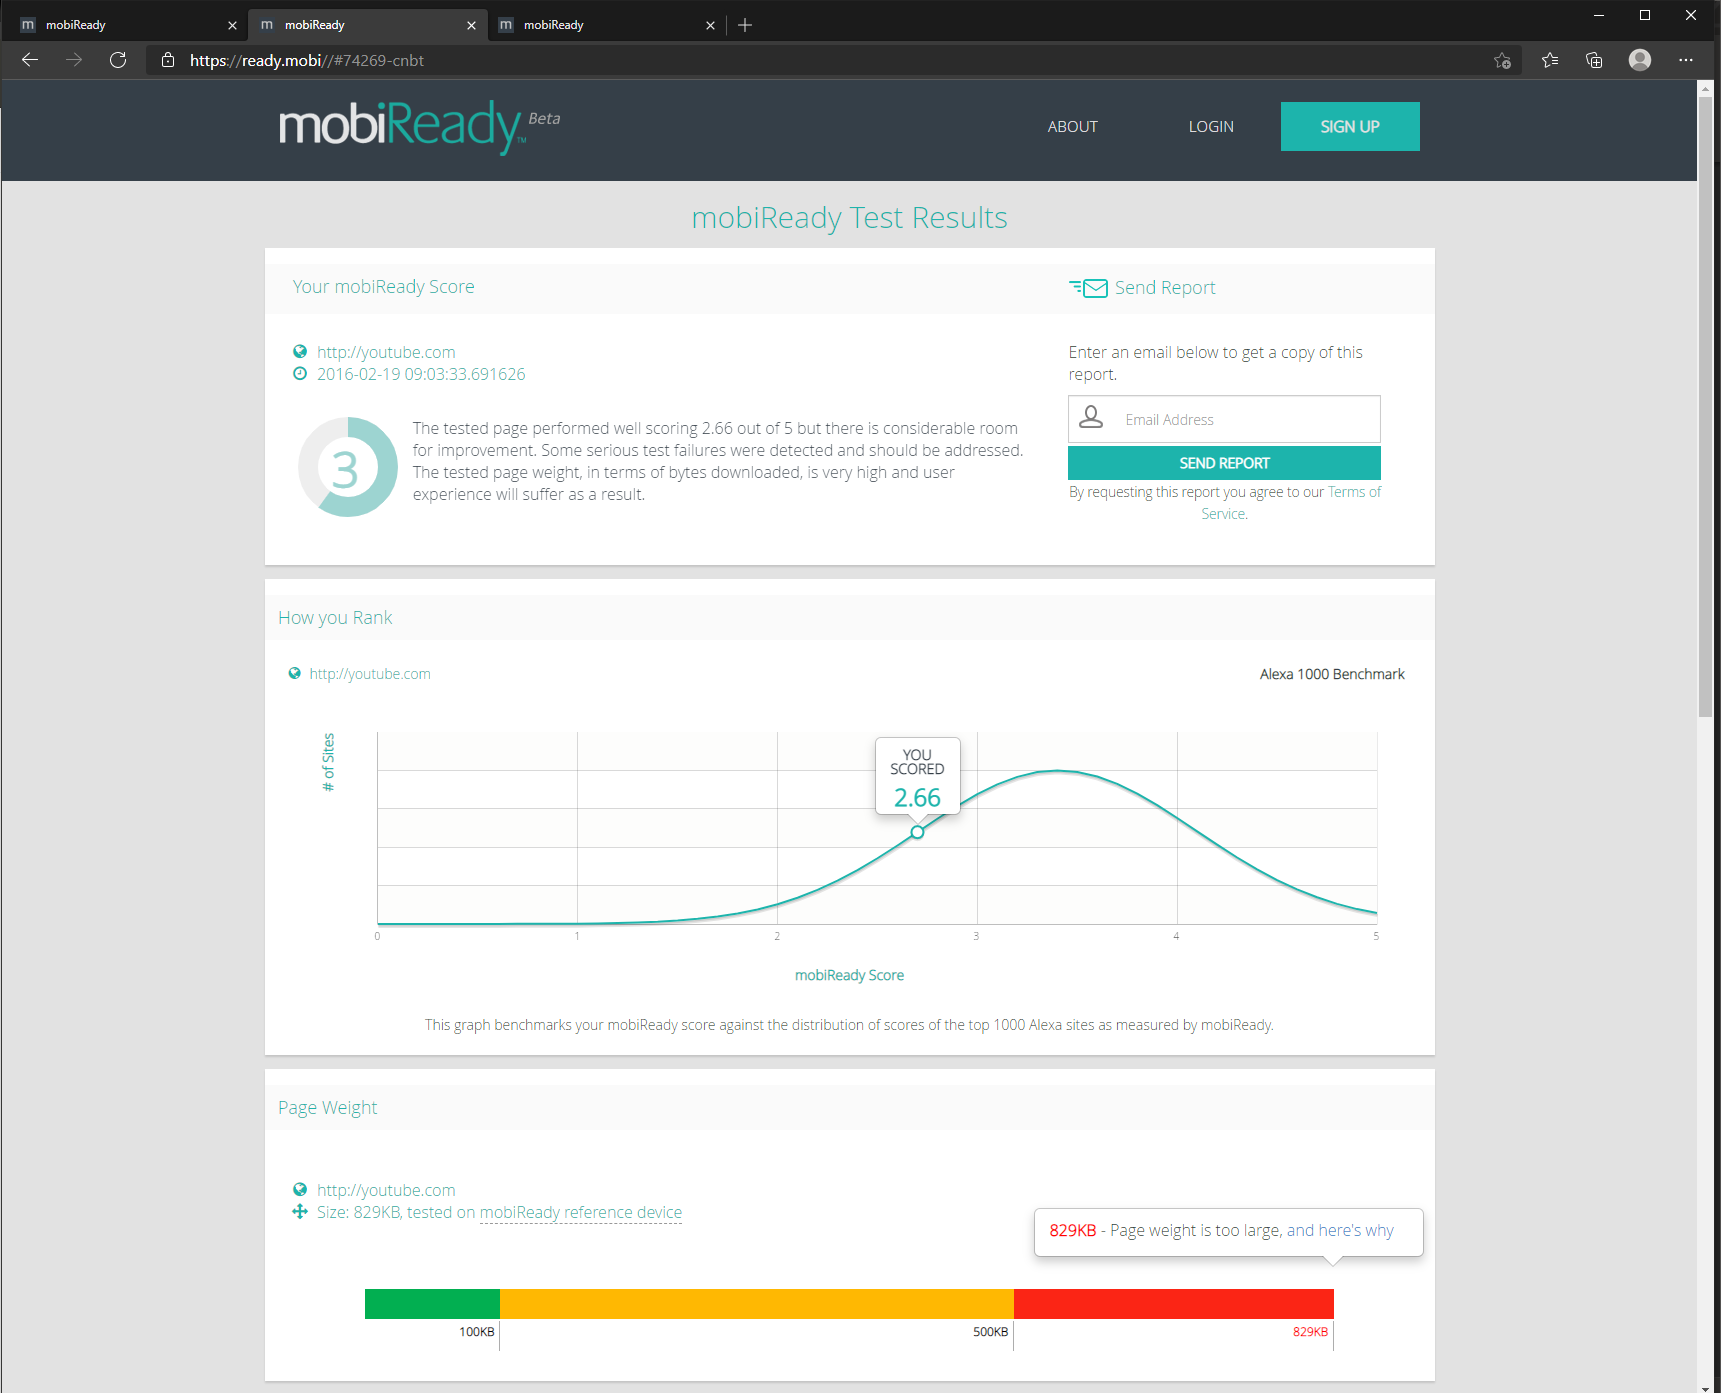 mobiReady
mobiReady
mobiReady
https://ready.mobi//#74269-cnbt
mobiReady™ Beta
ABOUT
LOGIN
SIGN UP
mobiReady Test Results
Your mobiReady Score
http://youtube.com
2016-02-19 09:03:33.691626
3
The tested page performed well scoring 2.66 out of 5 but there is considerable room
for improvement. Some serious test failures were detected and should be addressed.
The tested page weight, in terms of bytes downloaded, is very high and user
experience will suffer as a result.
Send Report
Enter an email below to get a copy of this
report.
Email Address
SEND REPORT
By requesting this report you agree to our Terms of
Service.
How you Rank
http://youtube.com
Alexa 1000 Benchmark
# of Sites
YOU
SCORED
2.66
0 1 2 3 4 5
mobiReady Score
This graph benchmarks your mobiReady score against the distribution of scores of the top 1000 Alexa sites as measured by mobiReady.
Page Weight
http://youtube.com
Size: 829KB, tested on mobiReady reference device
829KB - Page weight is too large, and here's why
100KB 500KB 829KB